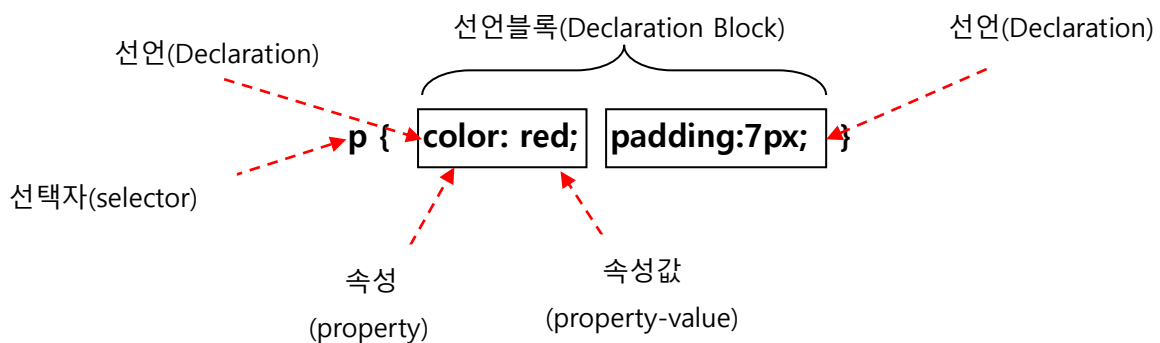 선언블록(Declaration Block)
선언(Declaration)
선언(Declaration)
p { color: red; padding:7px; }
선택자(selector)
속성
(property)
속성값
(property-value)